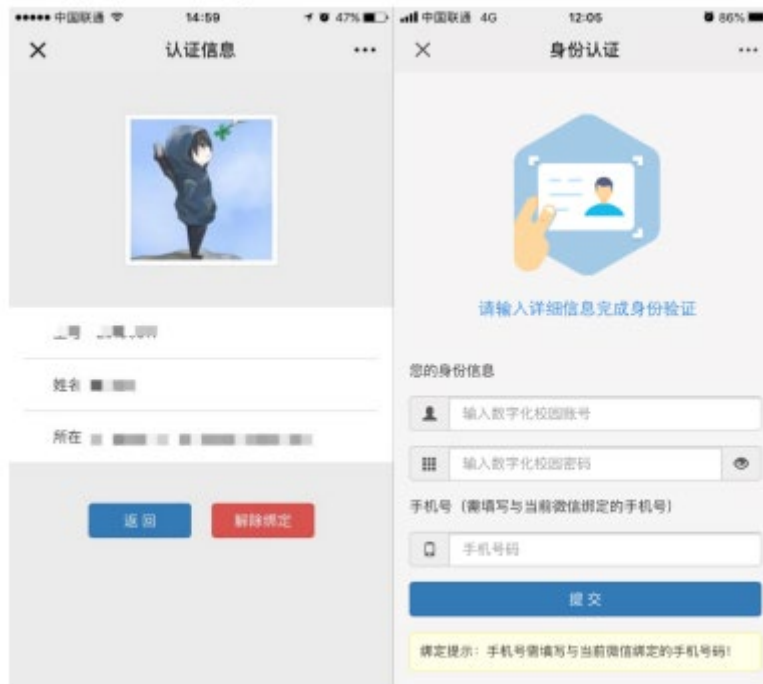 中国联通 14:59 47%
认证信息
姓名
所在
返回
解除绑定
中国联通 4G 12:05 86%
身份认证
请输入详细信息完成身份验证
您的身份信息
输入数字化校园账号
输入数字化校园密码
手机号（需填写与当前微信绑定的手机号）
手机号码
提交
绑定提示：手机号需填写与当前微信绑定的手机号码！